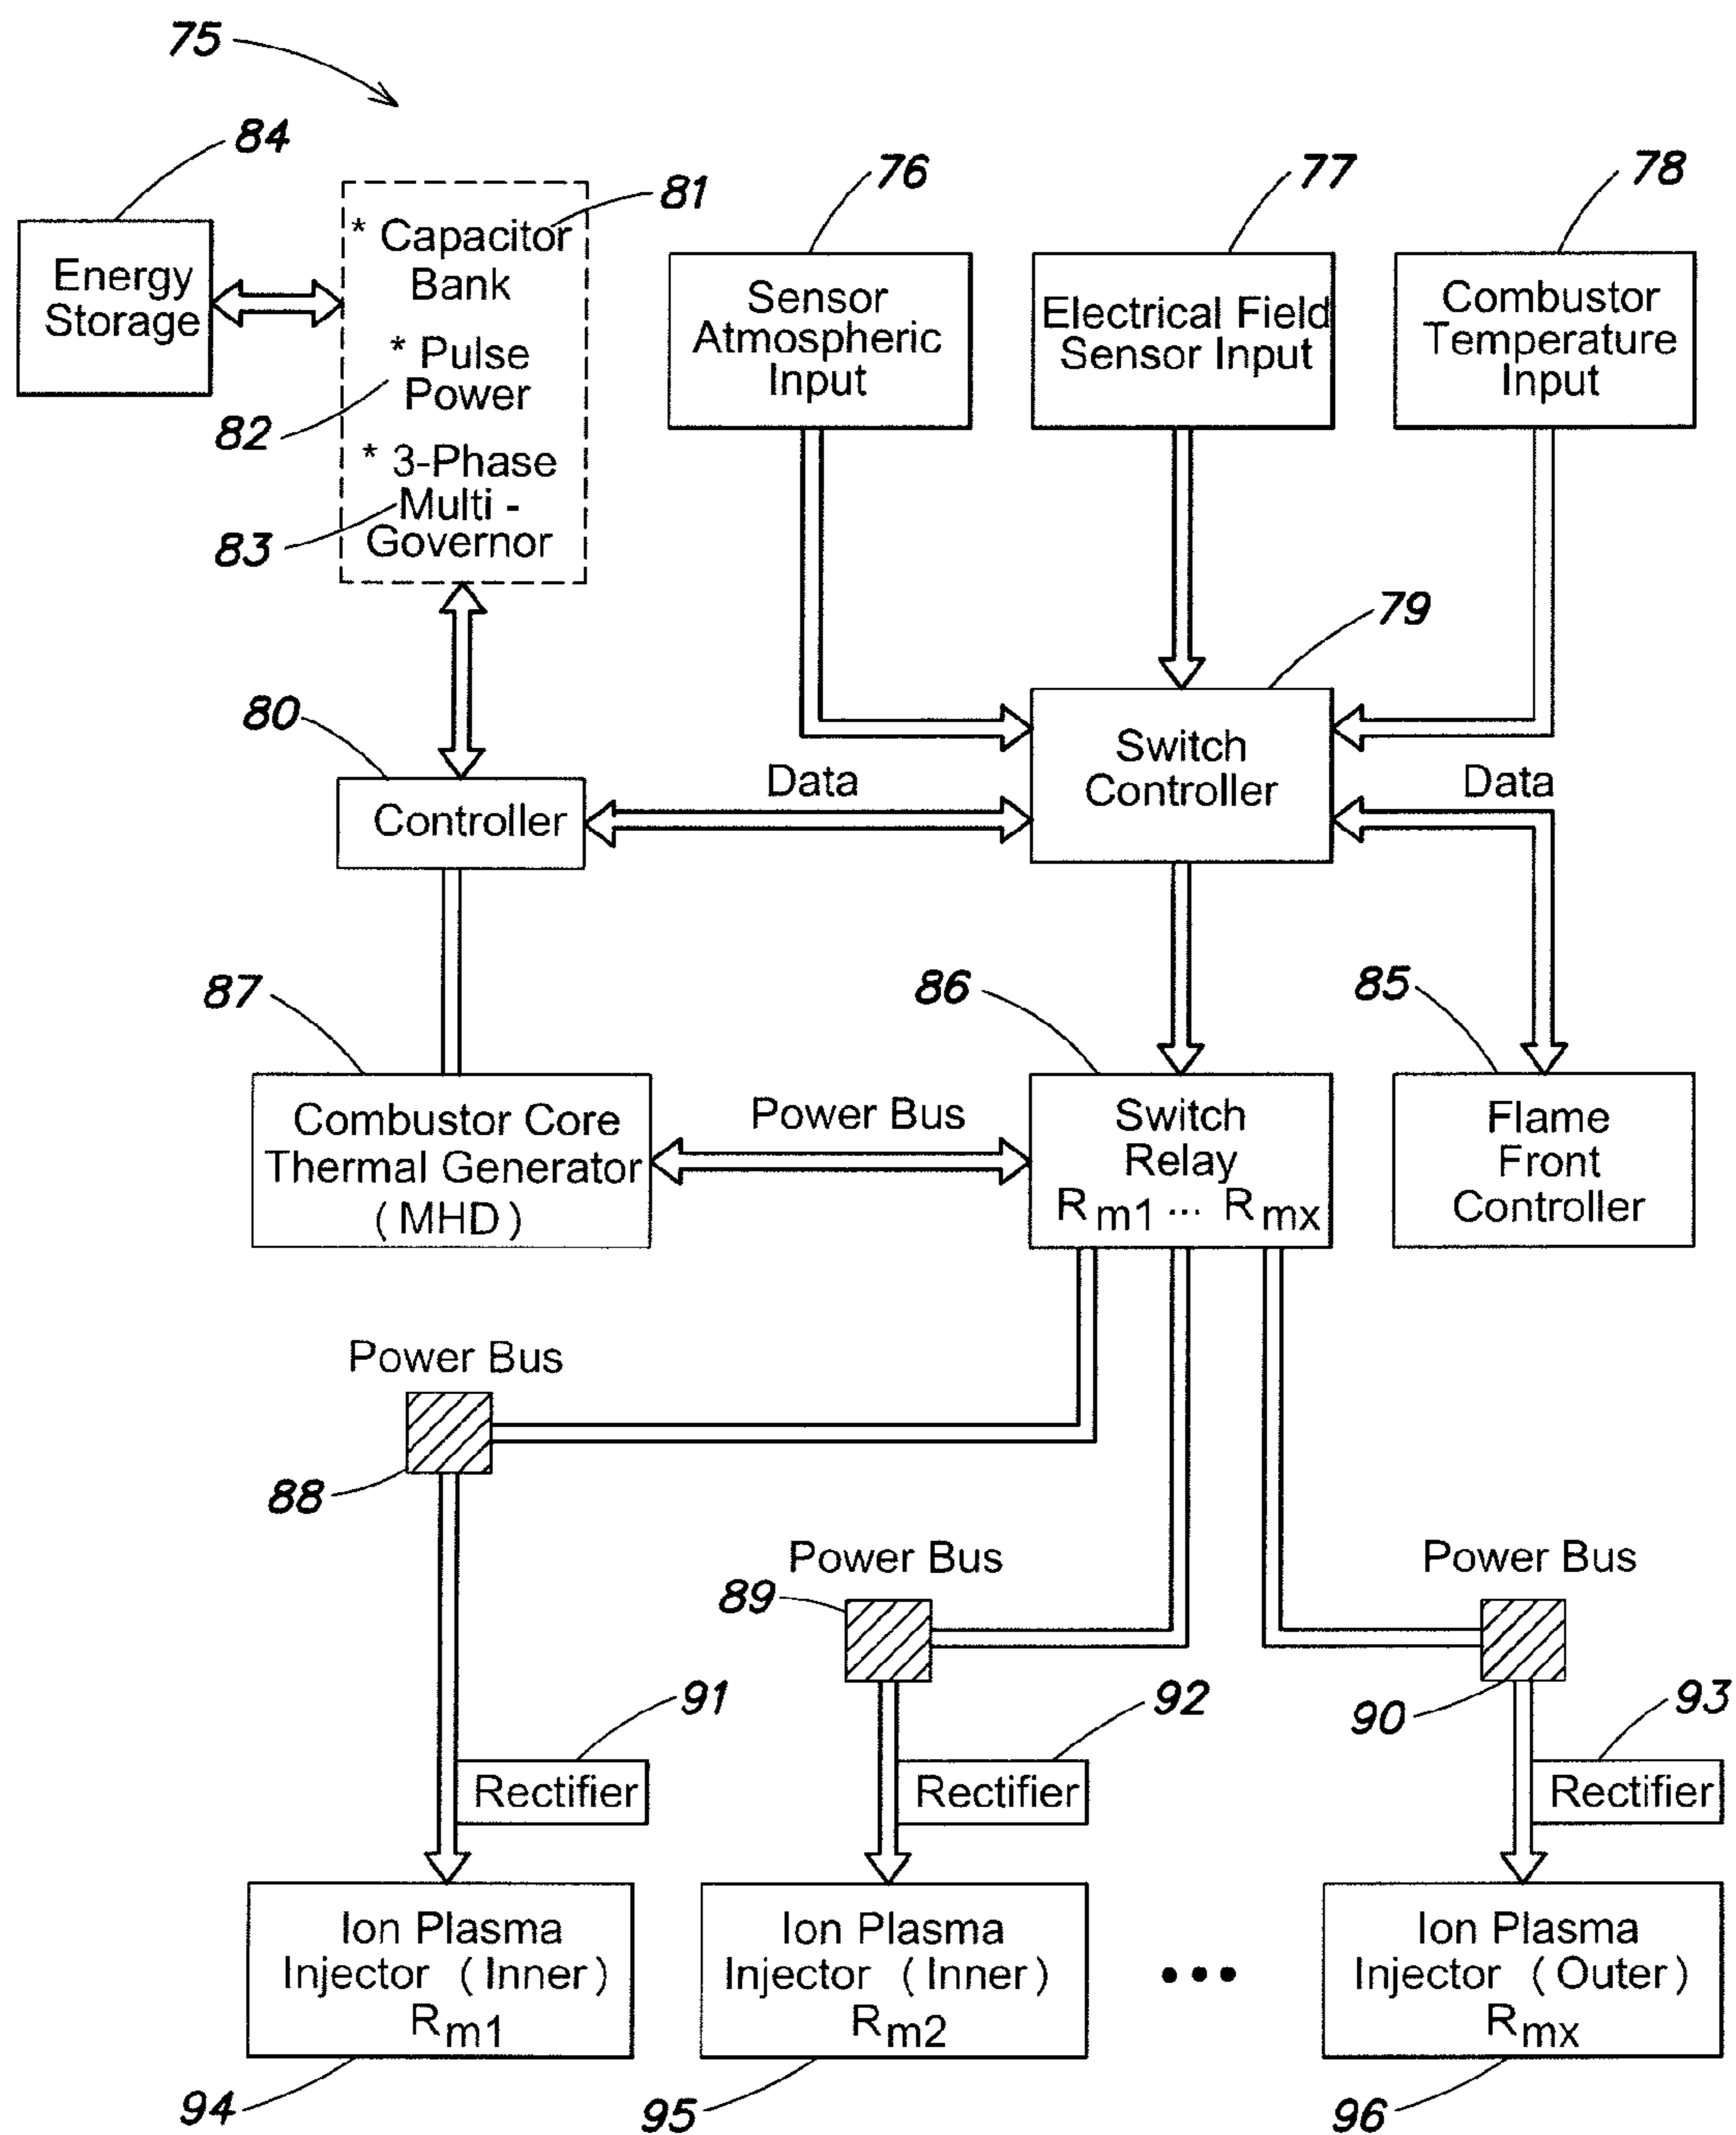 75
84
76
77
78
81
* Capacitor
Bank
Energy
Storage
* Pulse
Power
82
* 3-Phase
Multi -
Governor
83
Sensor
Atmospheric
Input
Electrical Field
Sensor Input
Combustor
Temperature
Input
79
80
Switch
Controller
Data
Data
Controller
87
86
85
Combustor Core
Thermal Generator
(MHD)
Power Bus
Switch
Relay
Rm1 ... Rmx
Flame
Front
Controller
Power Bus
88
Power Bus
89
Power Bus
90
91
Rectifier
92
Rectifier
93
Rectifier
Ion Plasma
Injector (Inner)
Rm1
Ion Plasma
Injector (Inner)
Rm2
•••
Ion Plasma
Injector (Outer)
Rmx
94
95
96